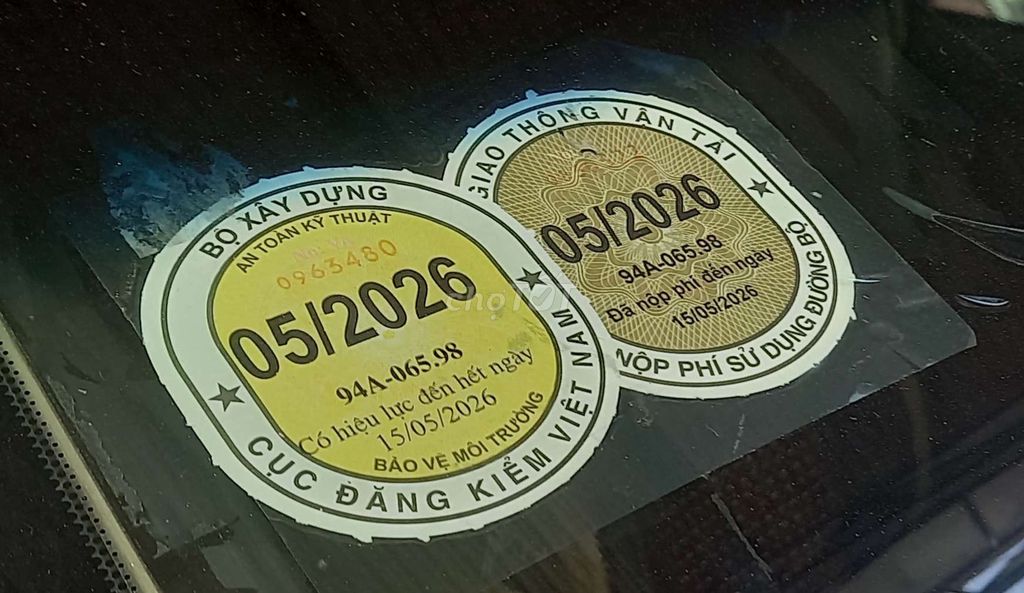 BỘ XÂY DỰNG
AN TOÀN KỸ THUẬT
0963480
05/2026
94A-065.98
Có hiệu lực đến hết ngày
15/05/2026
BẢO VỆ MÔI TRƯỜNG
CỤC ĐĂNG KIỂM VIỆT NAM
GIAO THÔNG VẬN TẢI
05/2026
94A-065.98
Đã nộp phí đến ngày
15/05/2026
NỘP PHÍ SỬ DỤNG ĐƯỜNG BỘ